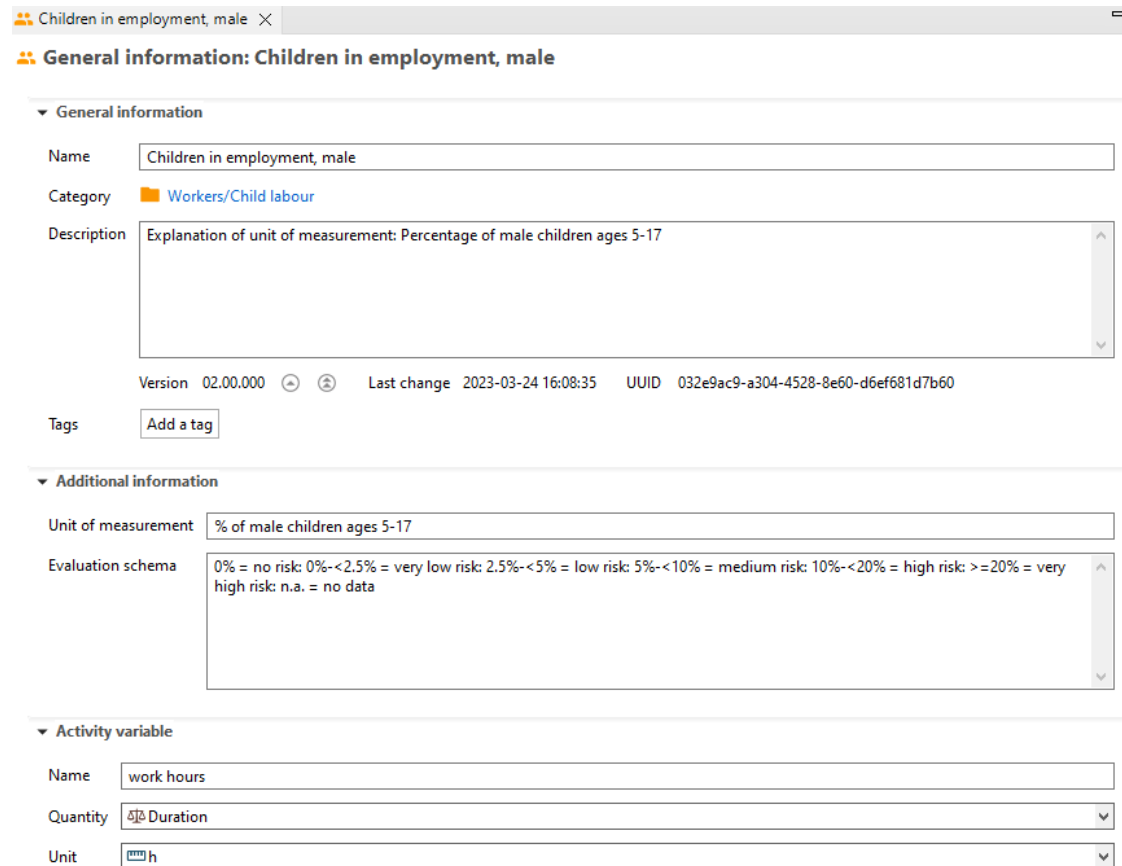 Children in employment, male
General information: Children in employment, male
General information
Name Children in employment, male
Category Workers/Child labour
Description Explanation of unit of measurement: Percentage of male children ages 5-17
Version 02.00.000 Last change 2023-03-24 16:08:35 UUID 032e9ac9-a304-4528-8e60-d6ef681d7b60
Tags Add a tag
Additional information
Unit of measurement % of male children ages 5-17
Evaluation schema 0% = no risk: 0%-<2.5% = very low risk: 2.5%-<5% = low risk: 5%-<10% = medium risk: 10%-<20% = high risk: >=20% = very
high risk: n.a. = no data
Activity variable
Name work hours
Quantity Duration
Unit h